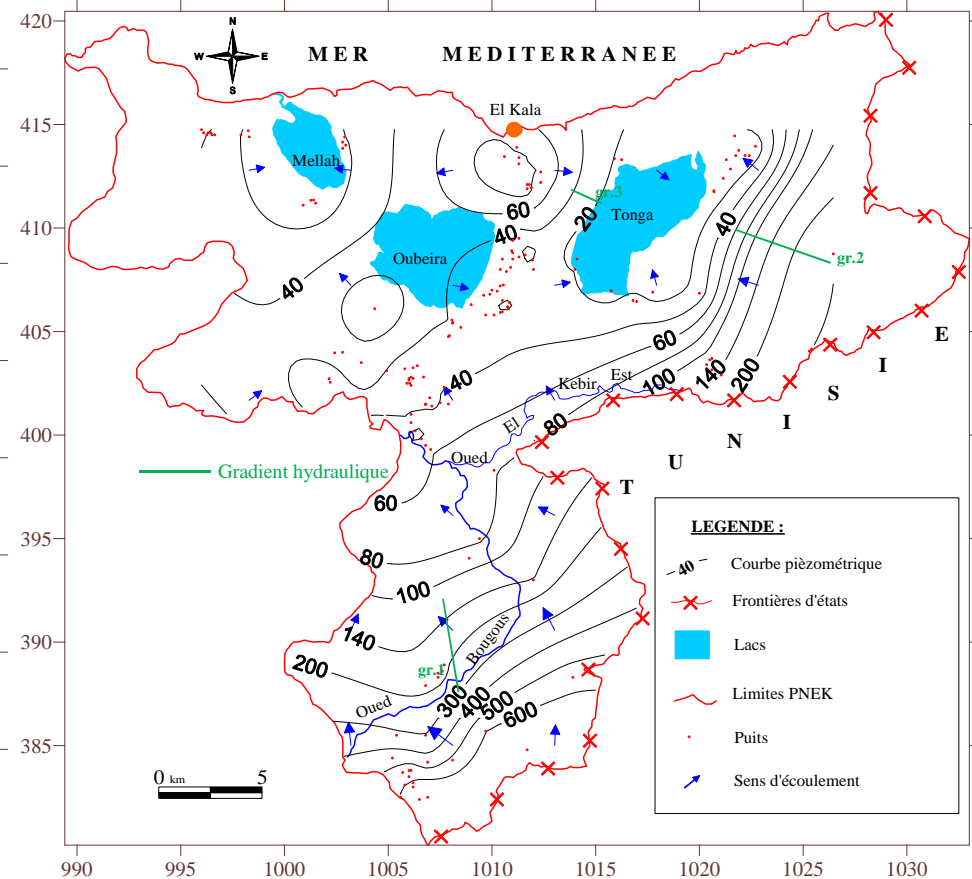 420
415
410
405
400
395
390
385
990
995
1000
1005
1010
1015
1020
1025
1030
N
W E
S
MER MEDITERRANEE
El Kala
Mellah
Oubeira
Tonga
gr.3
gr.2
gr.1
20
60
40
40
40
40
60
80
100
140
200
60
80
100
140
200
300
400
500
600
Oued El Kebir Est
Oued Bougous
T U N I S I E
Gradient hydraulique
0 km 5
LEGENDE :
40 Courbe pièzométrique
Frontières d'états
Lacs
Limites PNEK
Puits
Sens d'écoulement